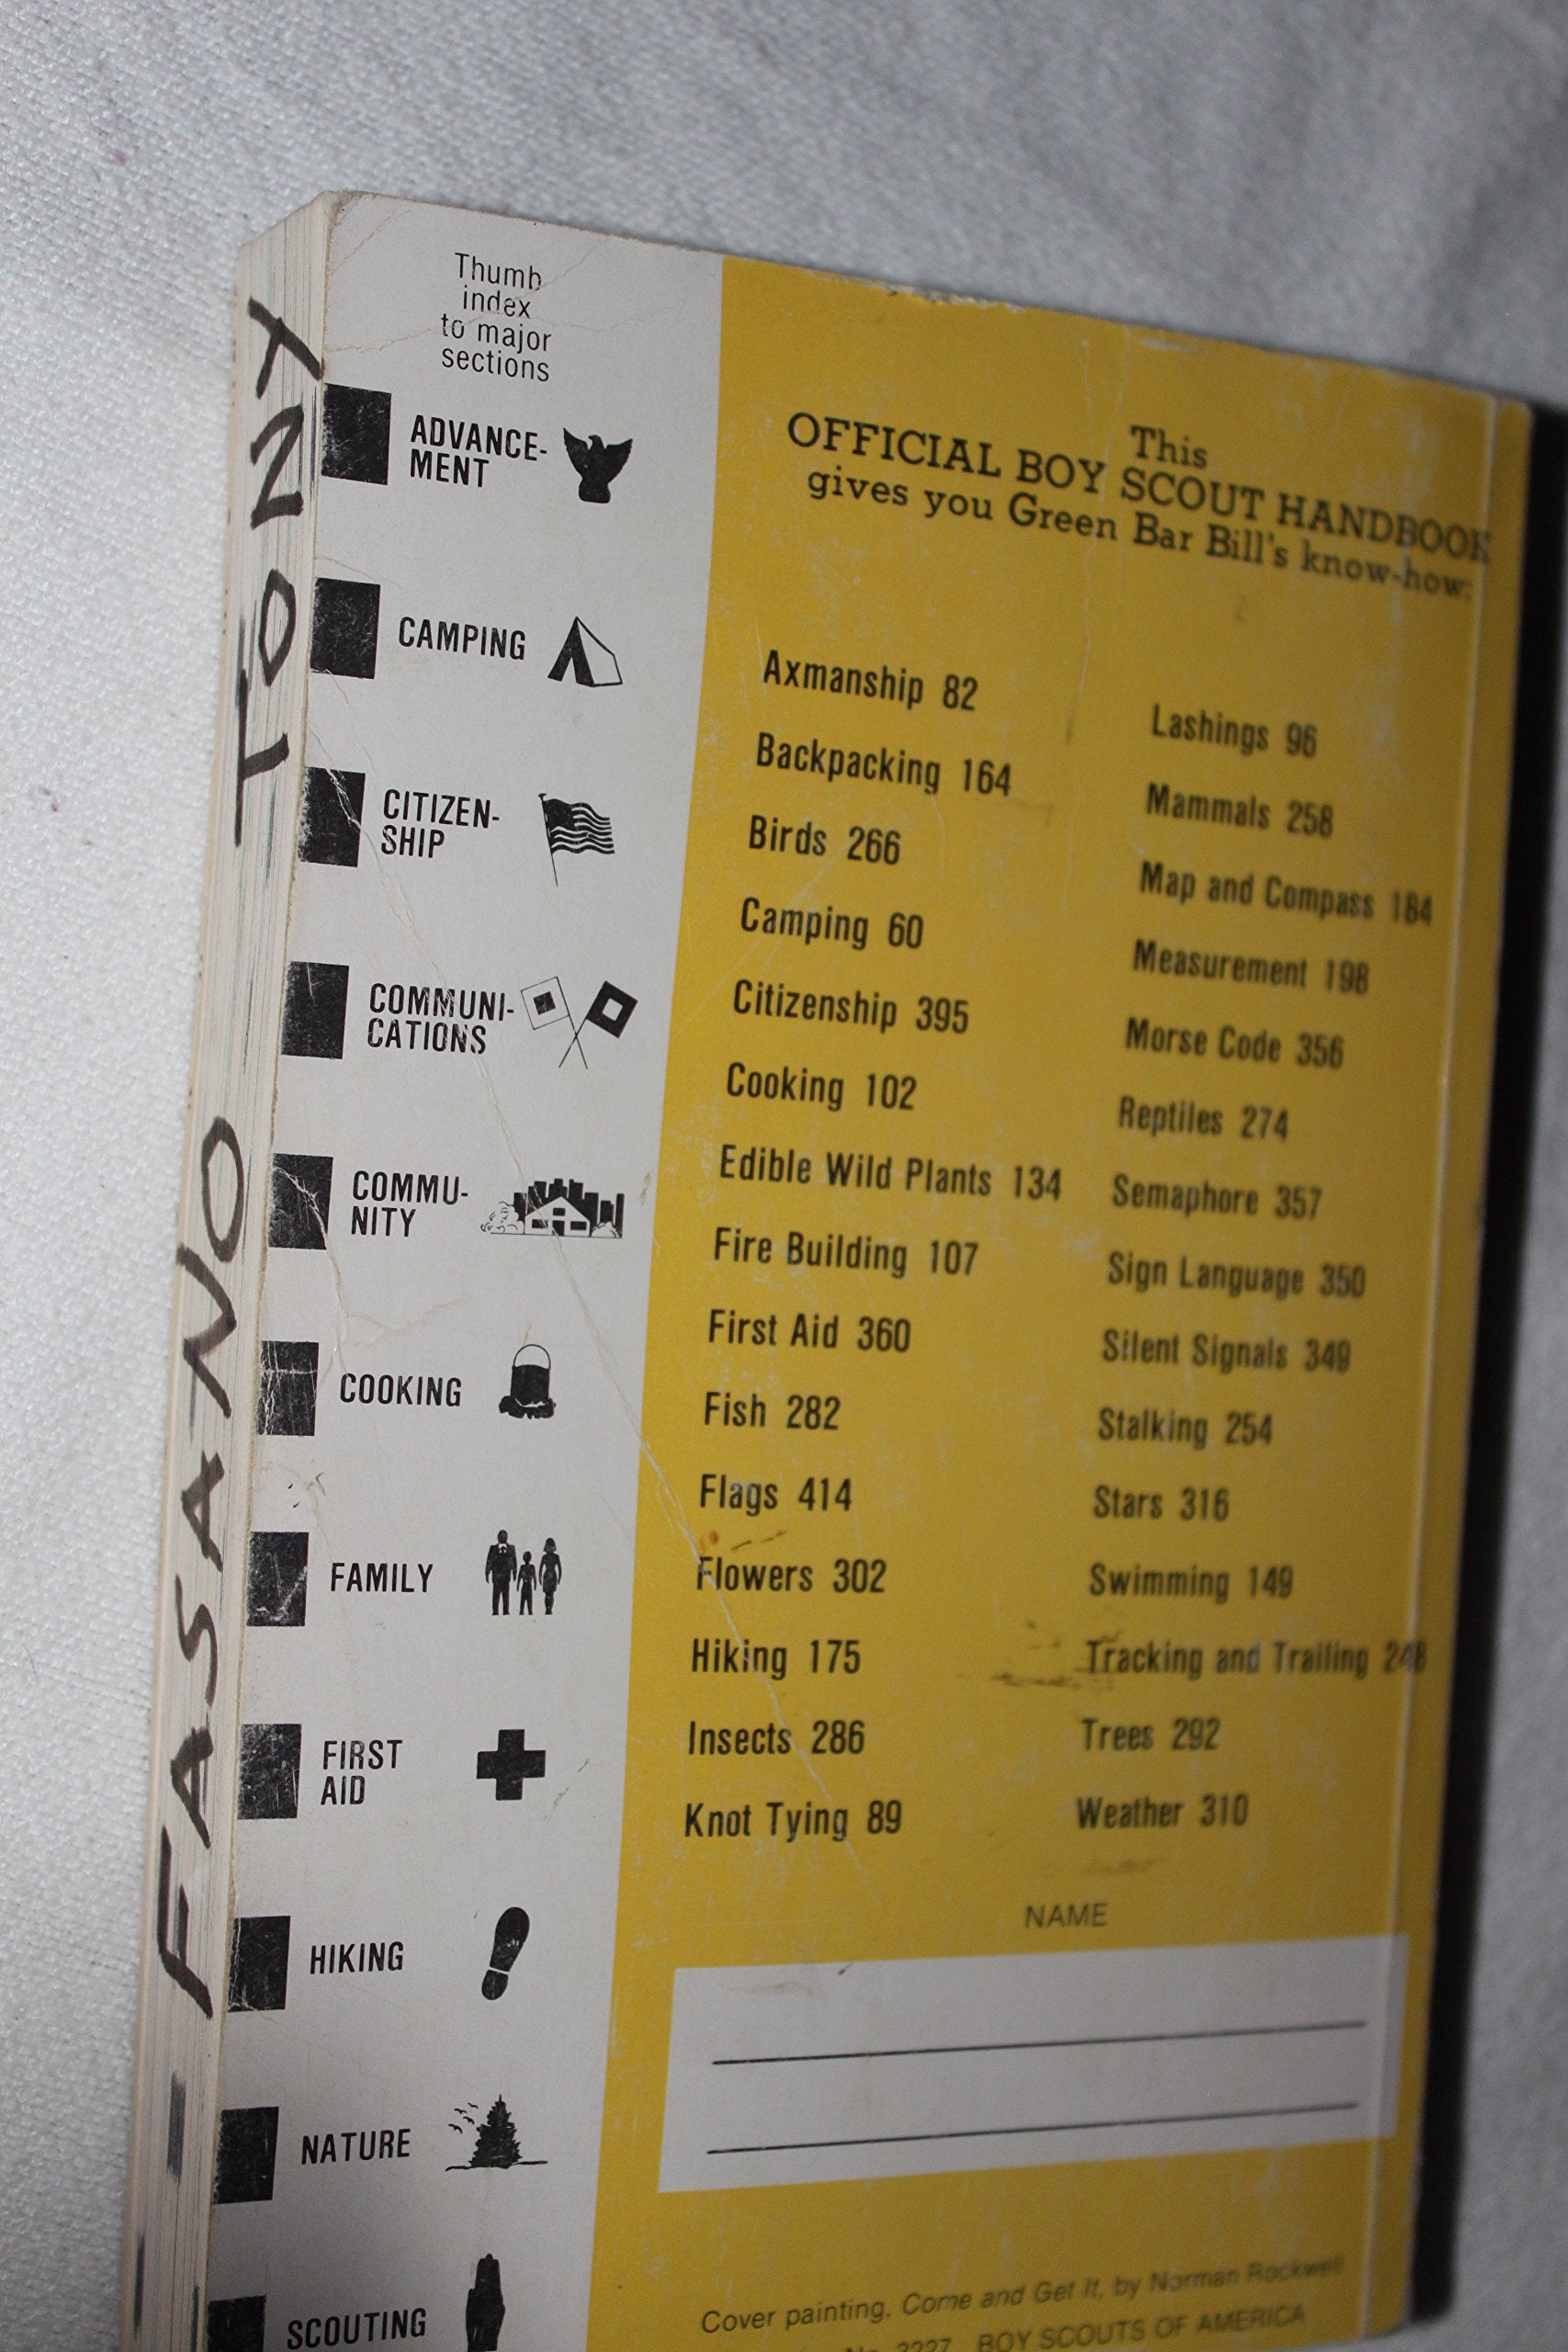 TONY
FASANO
Thumb
index
to major
sections
ADVANCE-
MENT
CAMPING
CITIZEN-
SHIP
COMMUNI-
CATIONS
COMMU-
NITY
COOKING
FAMILY
FIRST
AID
HIKING
NATURE
SCOUTING
This
OFFICIAL BOY SCOUT HANDBOOK
gives you Green Bar Bill's know-how:
Axmanship 82
Backpacking 164
Birds 266
Camping 60
Citizenship 395
Cooking 102
Edible Wild Plants 134
Fire Building 107
First Aid 360
Fish 282
Flags 414
Flowers 302
Hiking 175
Insects 286
Knot Tying 89
Lashings 96
Mammals 258
Map and Compass 184
Measurement 198
Morse Code 356
Reptiles 274
Semaphore 357
Sign Language 350
Silent Signals 349
Stalking 254
Stars 316
Swimming 149
Tracking and Trailing 248
Trees 292
Weather 310
NAME
Cover painting, Come and Get It, by Norman Rockwell
No. 3227 BOY SCOUTS OF AMERICA